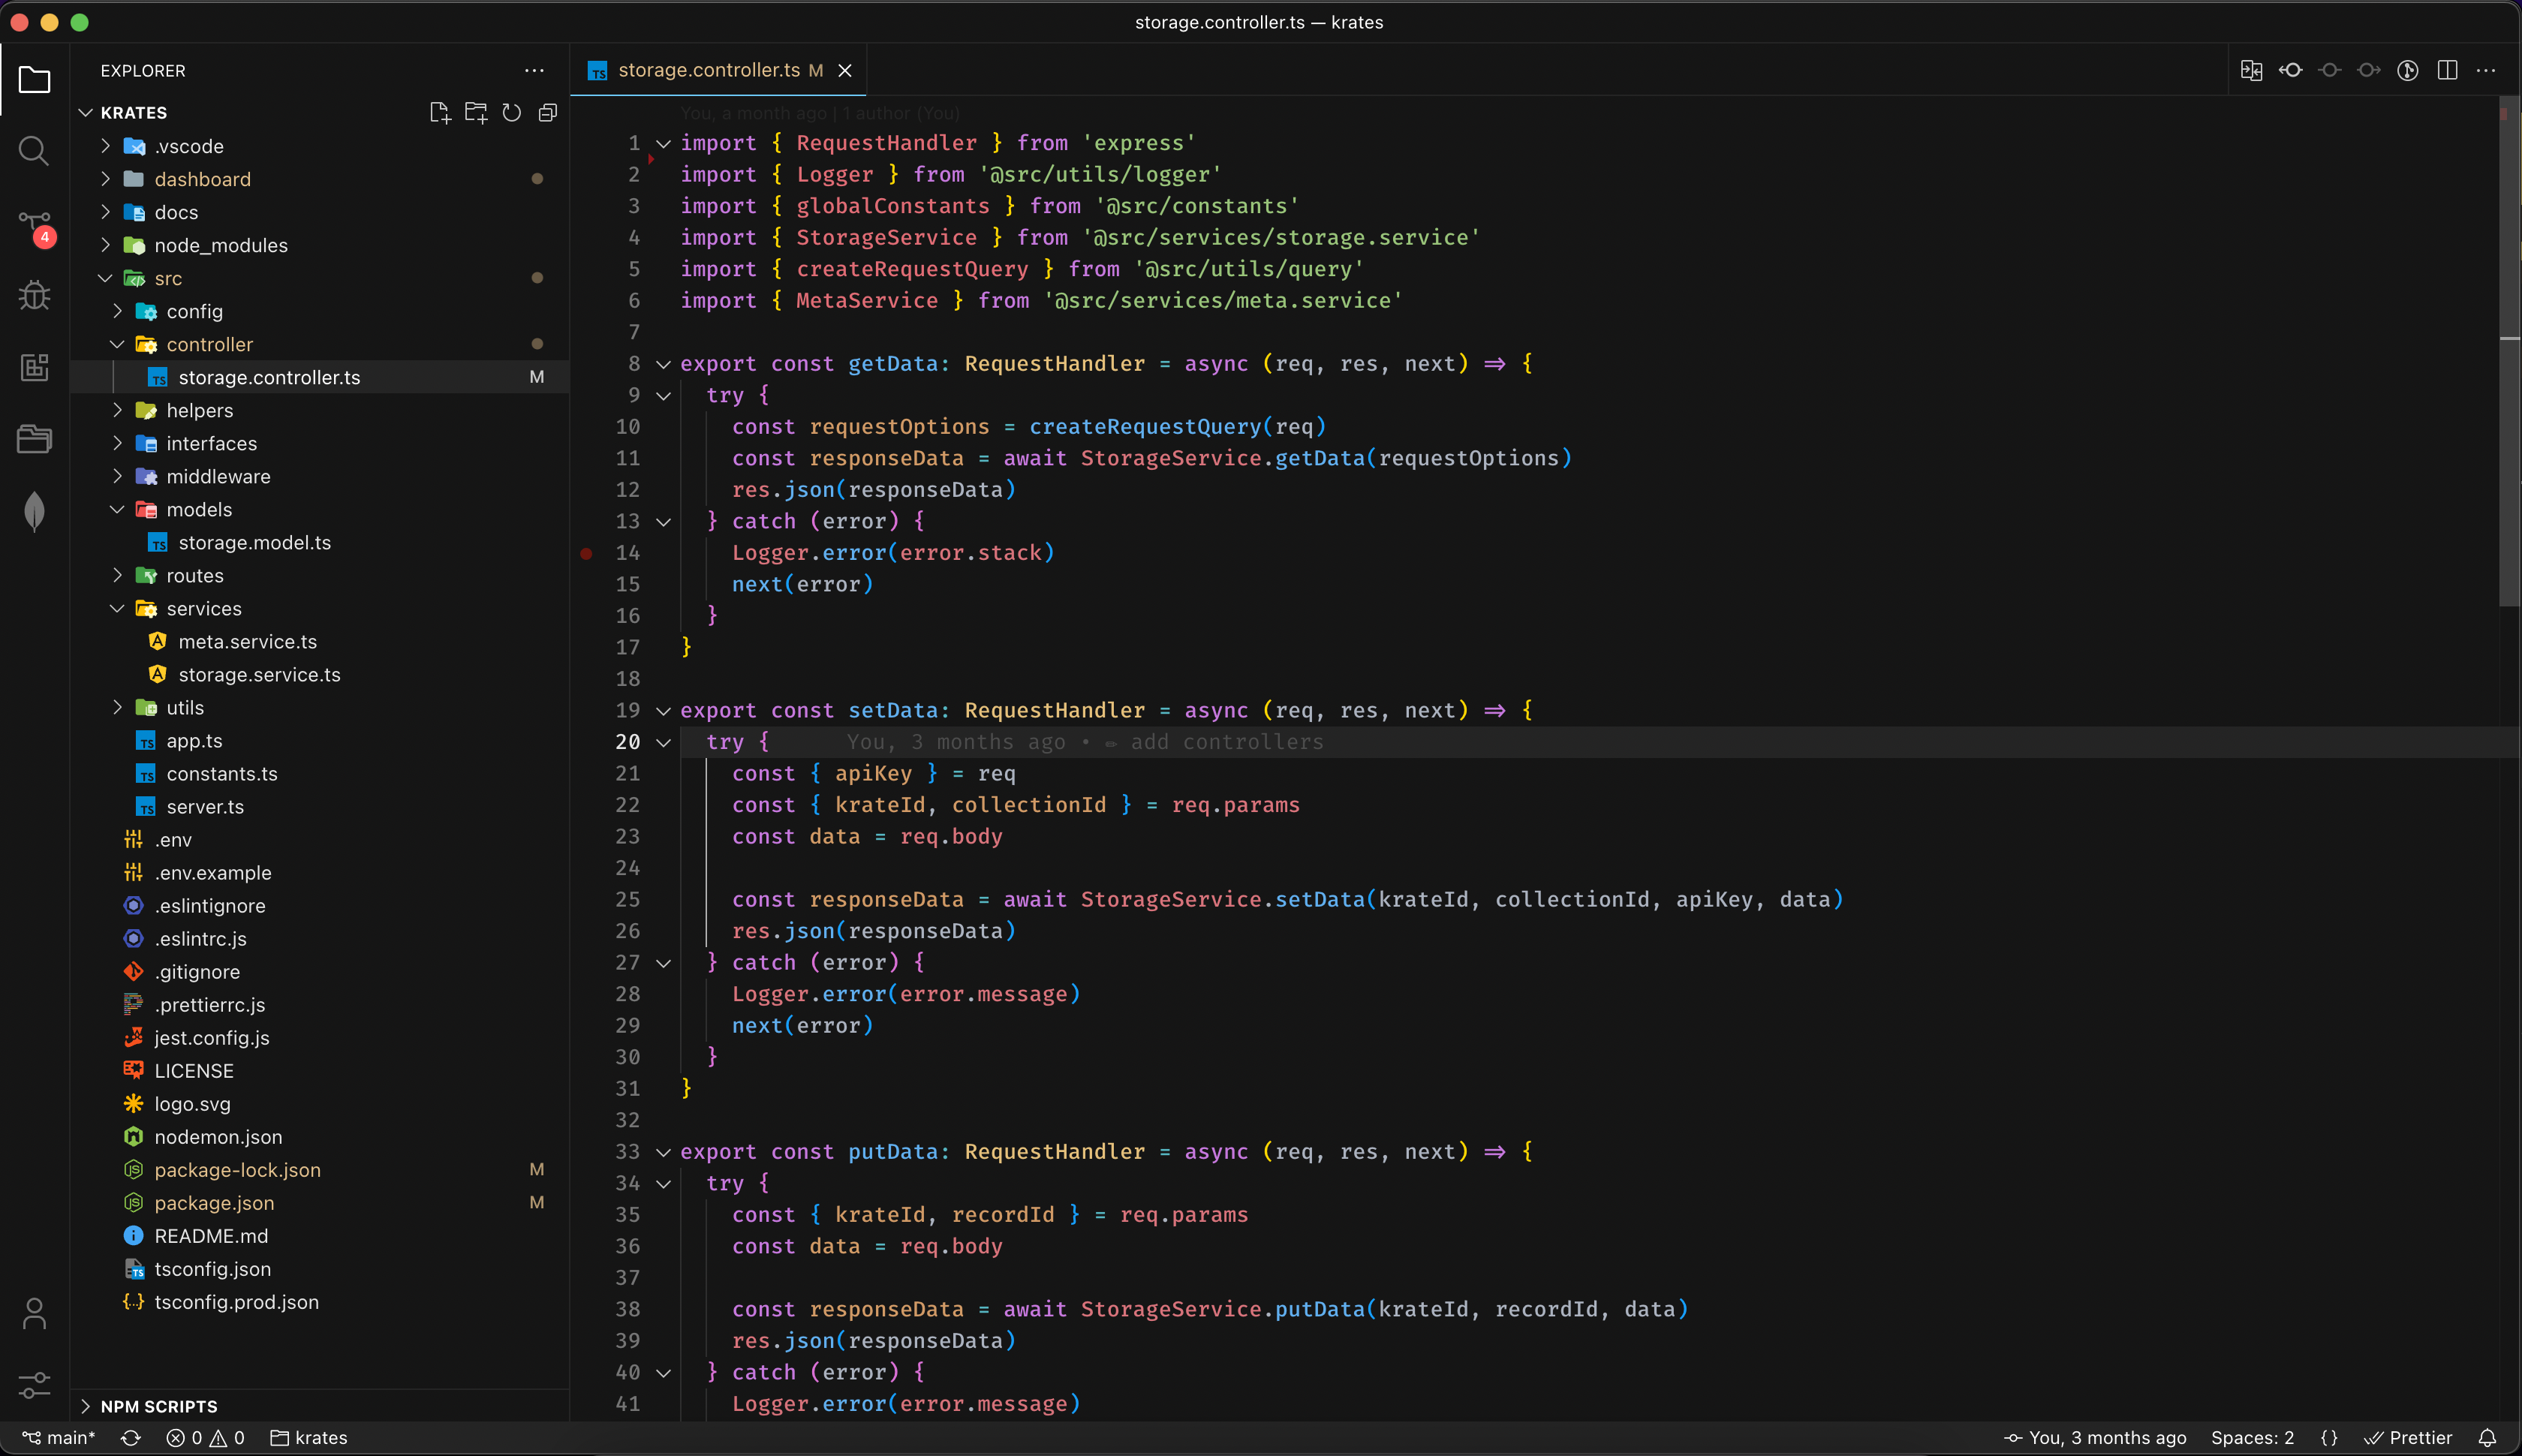 storage.controller.ts — krates
EXPLORER
KRATES
.vscode
dashboard
docs
node_modules
src
config
controller
storage.controller.ts M
helpers
interfaces
middleware
models
storage.model.ts
routes
services
meta.service.ts
storage.service.ts
utils
app.ts
constants.ts
server.ts
.env
.env.example
.eslintignore
.eslintrc.js
.gitignore
.prettierrc.js
jest.config.js
LICENSE
logo.svg
nodemon.json
package-lock.json M
package.json M
README.md
tsconfig.json
tsconfig.prod.json
NPM SCRIPTS
4
storage.controller.ts M
You, a month ago | 1 author (You)
1 import { RequestHandler } from 'express'
2 import { Logger } from '@src/utils/logger'
3 import { globalConstants } from '@src/constants'
4 import { StorageService } from '@src/services/storage.service'
5 import { createRequestQuery } from '@src/utils/query'
6 import { MetaService } from '@src/services/meta.service'
7
8 export const getData: RequestHandler = async (req, res, next) => {
9 try {
10 const requestOptions = createRequestQuery(req)
11 const responseData = await StorageService.getData(requestOptions)
12 res.json(responseData)
13 } catch (error) {
14 Logger.error(error.stack)
15 next(error)
16 }
17 }
18
19 export const setData: RequestHandler = async (req, res, next) => {
20 try { You, 3 months ago • ✏ add controllers
21 const { apiKey } = req
22 const { krateId, collectionId } = req.params
23 const data = req.body
24
25 const responseData = await StorageService.setData(krateId, collectionId, apiKey, data)
26 res.json(responseData)
27 } catch (error) {
28 Logger.error(error.message)
29 next(error)
30 }
31 }
32
33 export const putData: RequestHandler = async (req, res, next) => {
34 try {
35 const { krateId, recordId } = req.params
36 const data = req.body
37
38 const responseData = await StorageService.putData(krateId, recordId, data)
39 res.json(responseData)
40 } catch (error) {
41 Logger.error(error.message)
main* 0 0 krates You, 3 months ago Spaces: 2 {} Prettier